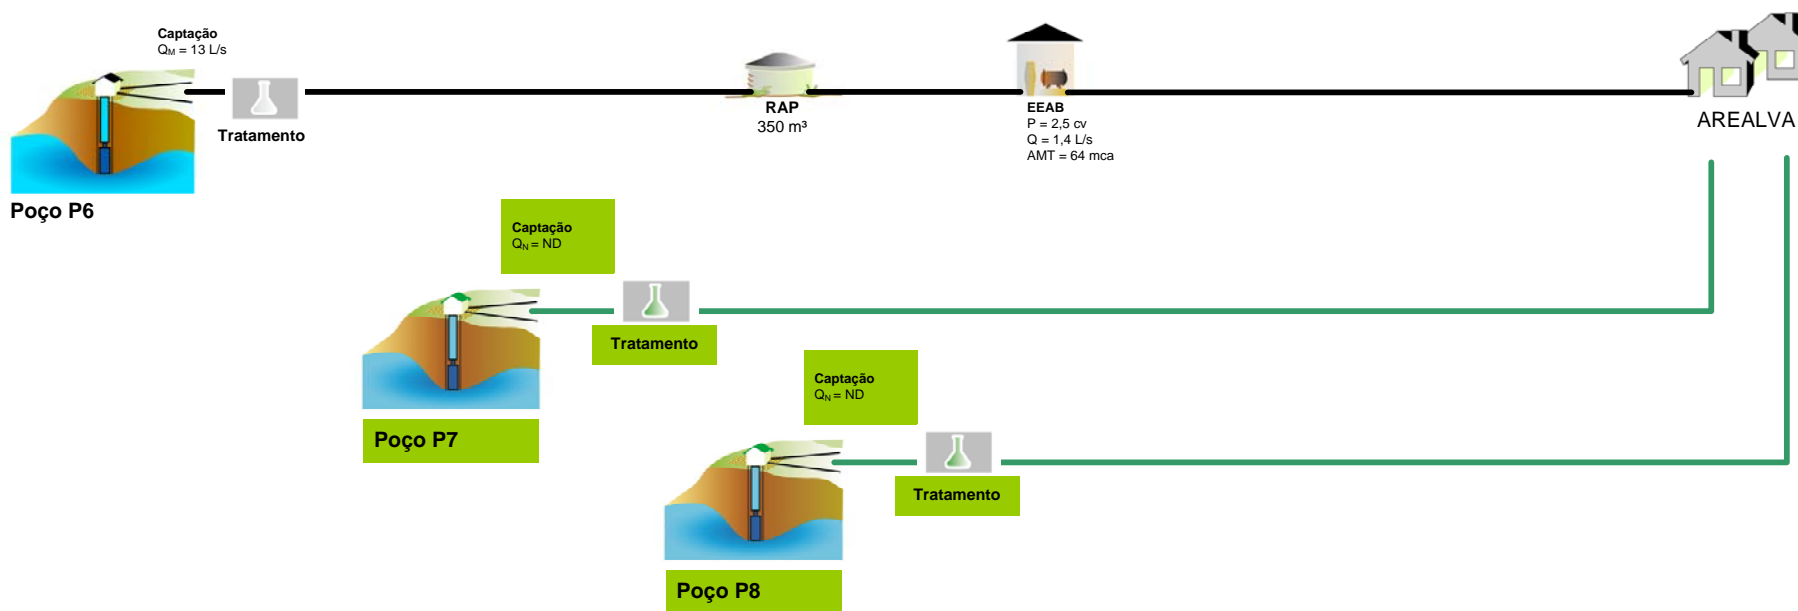 Captação
QM = 13 L/s
Tratamento
Poço P6
RAP
350 m³
EEAB
P = 2,5 cv
Q = 1,4 L/s
AMT = 64 mca
AREALVA
Captação
QN = ND
Tratamento
Poço P7
Captação
QN = ND
Tratamento
Poço P8